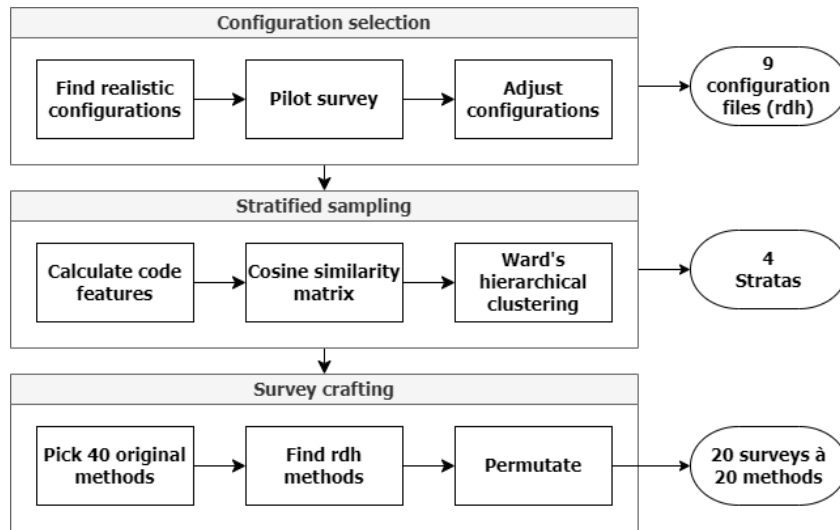 Configuration selection
Find realistic
configurations
Pilot survey
Adjust
configurations
9
configuration
files (rdh)
Stratified sampling
Calculate code
features
Cosine similarity
matrix
Ward's
hierarchical
clustering
4
Stratas
Survey crafting
Pick 40 original
methods
Find rdh
methods
Permutate
20 surveys à
20 methods